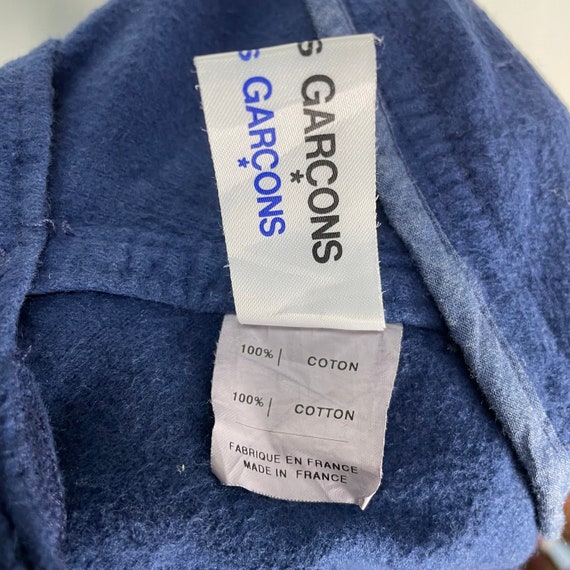 S GARCONS
*
S GARCONS
*
100% | COTON
100% | COTTON
FABRIQUE EN FRANCE
MADE IN FRANCE